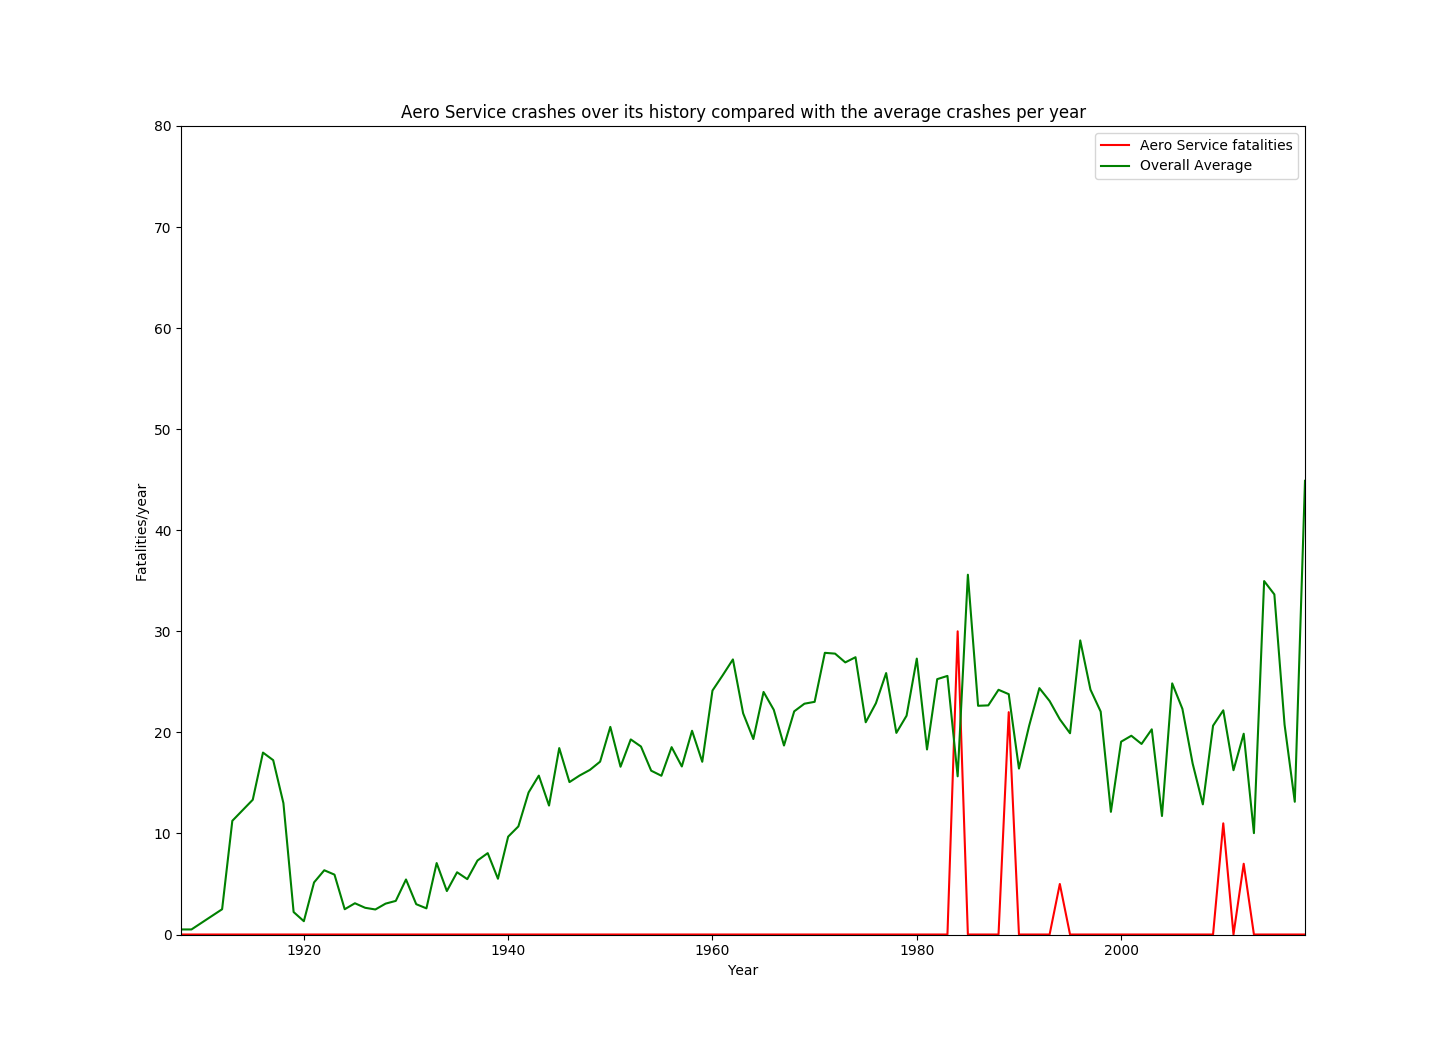 Aero Service crashes over its history compared with the average crashes per year
Aero Service fatalities
Overall Average
80
70
60
50
40
30
20
10
0
Fatalities/year
1920 1940 1960 1980 2000
Year